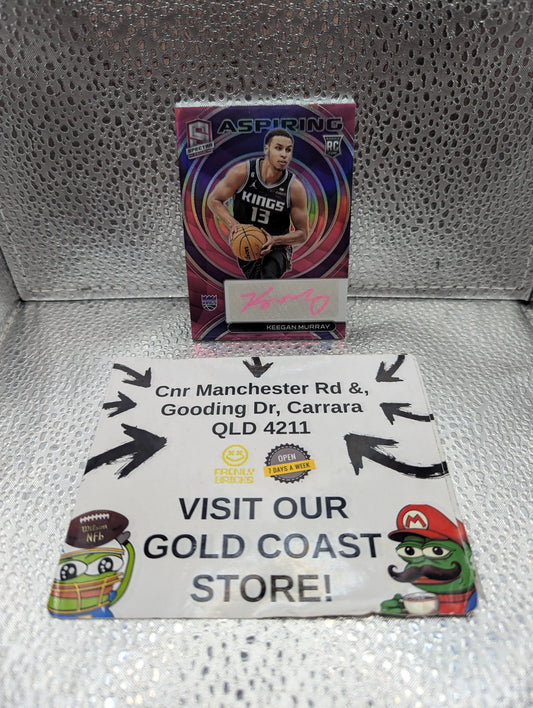 ASPIRING
RC
KINGS
13
KEEGAN MURRAY
Cnr Manchester Rd &,
Gooding Dr, Carrara
QLD 4211
FRENLY
BRICKS
OPEN
7 DAYS A WEEK
VISIT OUR
GOLD COAST
STORE!
Wilson
NFL
M